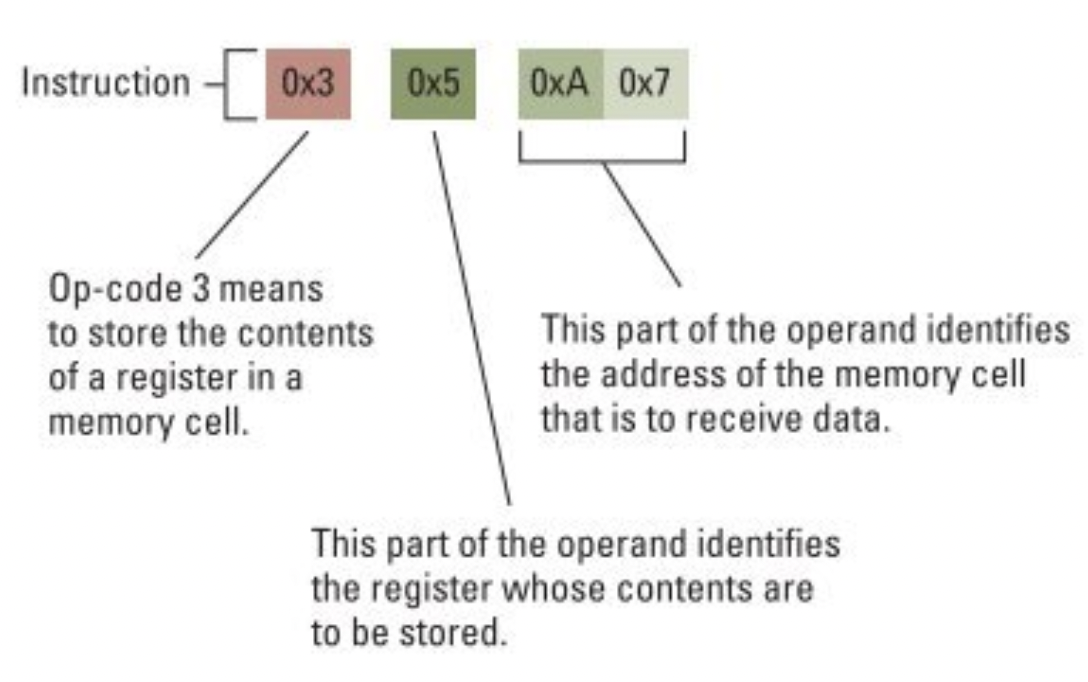 Instruction 0x3 0x5 0xA 0x7
Op-code 3 means
to store the contents
of a register in a
memory cell.
This part of the operand identifies
the address of the memory cell
that is to receive data.
This part of the operand identifies
the register whose contents are
to be stored.